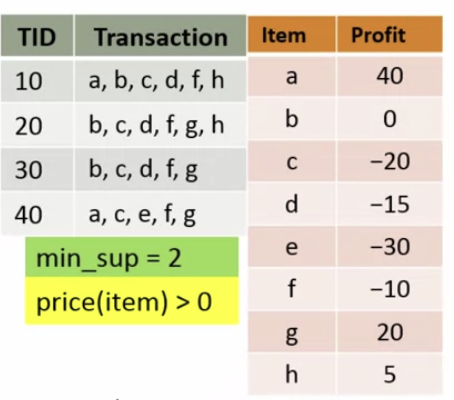 TID Transaction
10 a, b, c, d, f, h
20 b, c, d, f, g, h
30 b, c, d, f, g
40 a, c, e, f, g
min_sup = 2
price(item) > 0
Item Profit
a 40
b 0
c −20
d −15
e −30
f −10
g 20
h 5